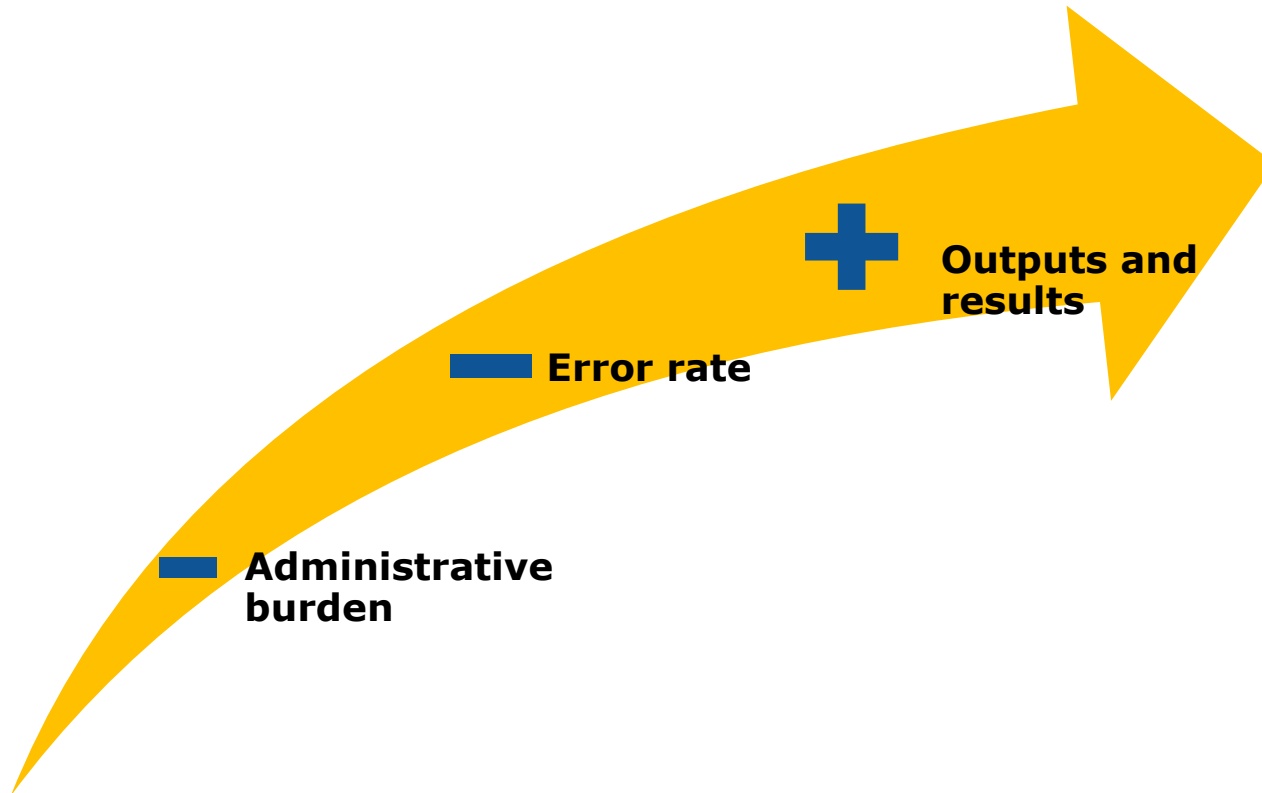 Outputs and
results
Error rate
Administrative
burden